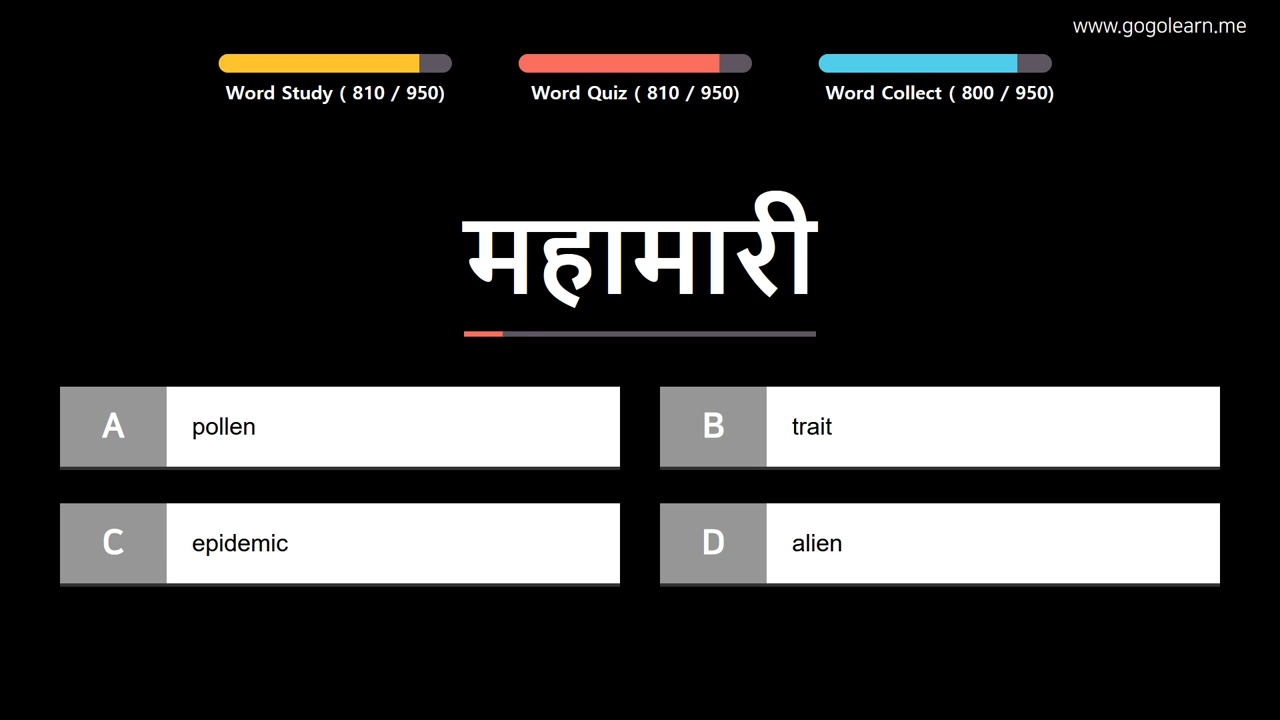 www.gogolearn.me
Word Study ( 810 / 950)
Word Quiz ( 810 / 950)
Word Collect ( 800 / 950)
महामारी
A pollen
B trait
C epidemic
D alien